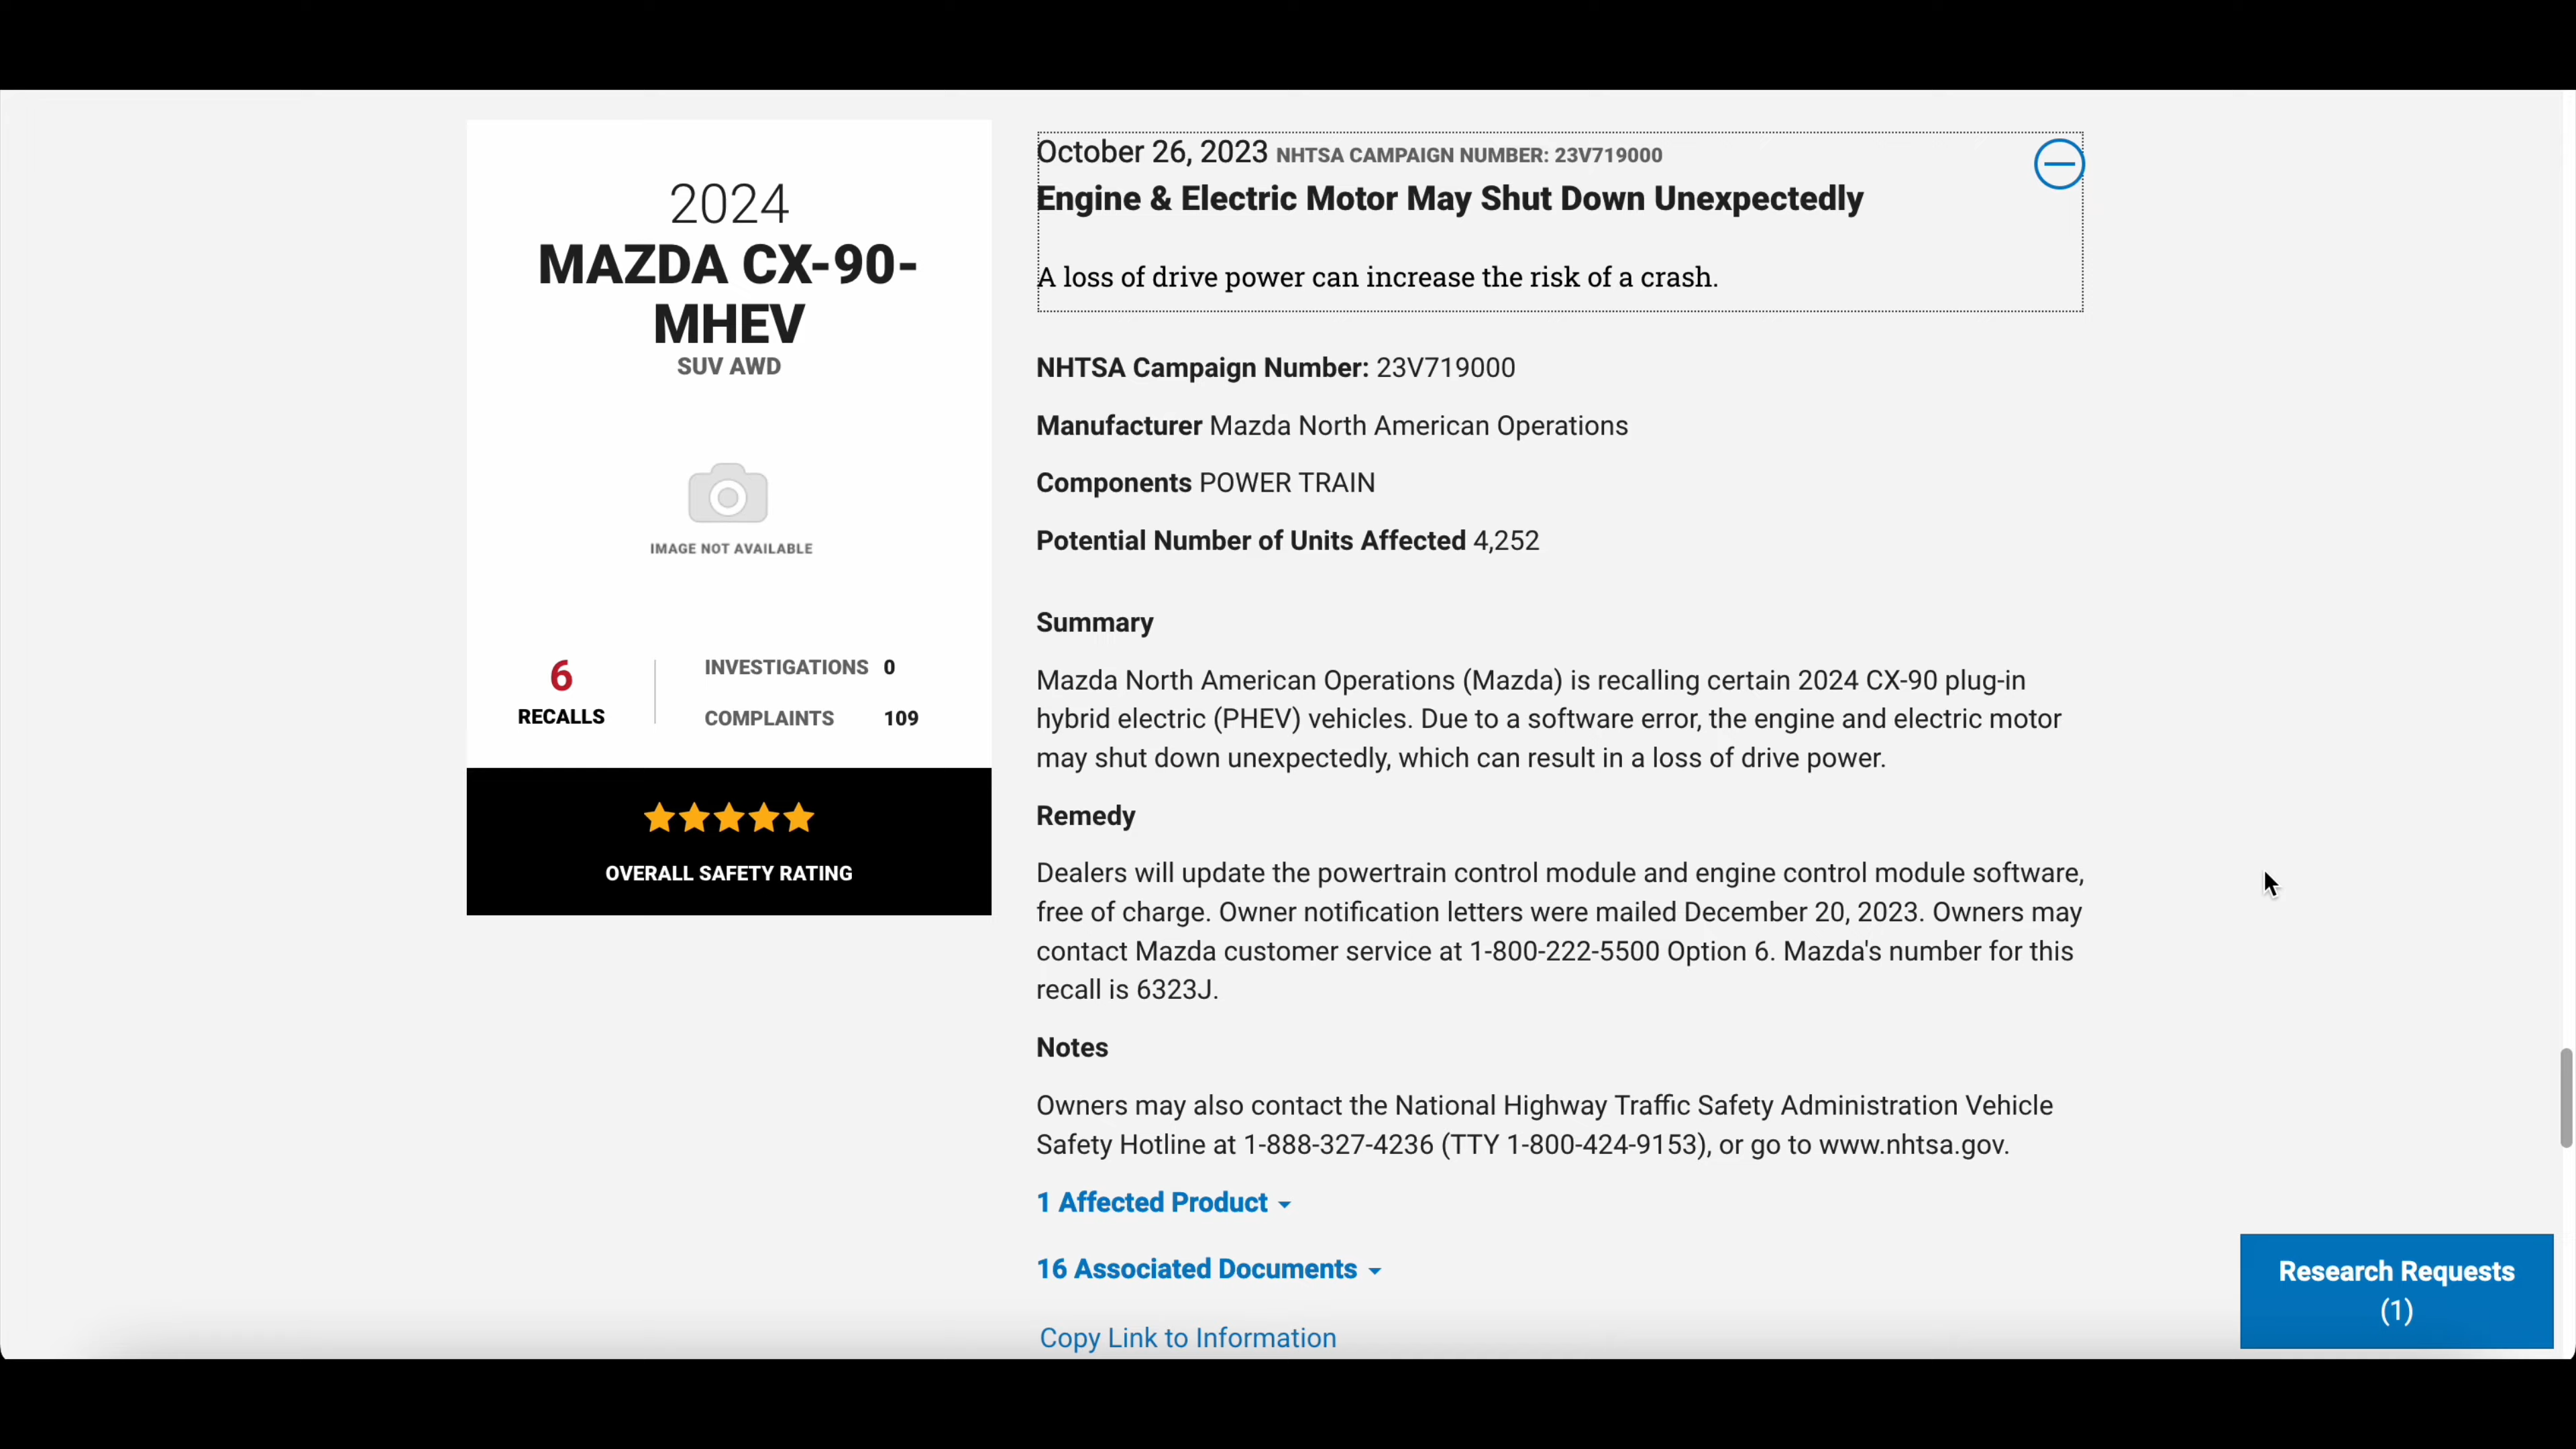 2024
MAZDA CX-90-
MHEV
SUV AWD
IMAGE NOT AVAILABLE
6
RECALLS
INVESTIGATIONS 0
COMPLAINTS 109
OVERALL SAFETY RATING
October 26, 2023 NHTSA CAMPAIGN NUMBER: 23V719000
Engine & Electric Motor May Shut Down Unexpectedly
A loss of drive power can increase the risk of a crash.
NHTSA Campaign Number: 23V719000
Manufacturer Mazda North American Operations
Components POWER TRAIN
Potential Number of Units Affected 4,252
Summary
Mazda North American Operations (Mazda) is recalling certain 2024 CX-90 plug-in
hybrid electric (PHEV) vehicles. Due to a software error, the engine and electric motor
may shut down unexpectedly, which can result in a loss of drive power.
Remedy
Dealers will update the powertrain control module and engine control module software,
free of charge. Owner notification letters were mailed December 20, 2023. Owners may
contact Mazda customer service at 1-800-222-5500 Option 6. Mazda's number for this
recall is 6323J.
Notes
Owners may also contact the National Highway Traffic Safety Administration Vehicle
Safety Hotline at 1-888-327-4236 (TTY 1-800-424-9153), or go to www.nhtsa.gov.
1 Affected Product
16 Associated Documents
Copy Link to Information
Research Requests
(1)